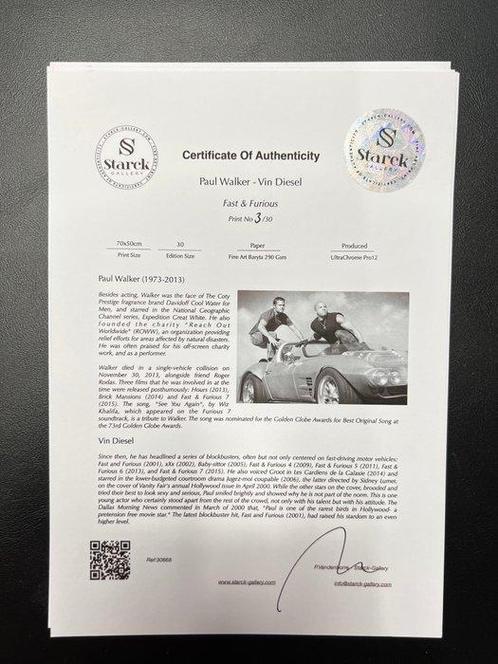 STARCK-GALLERY.COM
S
Starck
GALLERY
Certificate Of Authenticity
S
Starck
GALLERY
Paul Walker - Vin Diesel
Fast & Furious
Print No 3/30
70x50cm
30
Paper
Produced
Print Size
Edition Size
Fine Art Baryta 290 Gsm
UltraChrome Pro12
Paul Walker (1973-2013)
Besides acting, Walker was the face of The Coty
Prestige fragrance brand Davidoff Cool Water for
Men, and starred in the National Geographic
Channel series, Expedition Great White. He also
founded the charity "Reach Out
Worldwide" (ROWW), an organization providing
relief efforts for areas affected by natural disasters.
He was often praised for his off-screen charity
work, and as a performer.
Walker died in a single-vehicle collision on
November 30, 2013, alongside friend Roger
Rodas. Three films that he was involved in at the
time were released posthumously: Hours (2013),
Brick Mansions (2014) and Fast & Furious 7
(2015). The song, "See You Again", by Wiz
Khalifa, which appeared on the Furious 7
soundtrack, is a tribute to Walker. The song was nominated for the Golden Globe Awards for Best Original Song at
the 73rd Golden Globe Awards.
Vin Diesel
Since then, he has headlined a series of blockbusters, often but not only centered on fast-driving motor vehicles:
Fast and Furious (2001), xXx (2002), Baby-sittor (2005), Fast & Furious 4 (2009), Fast & Furious 5 (2011), Fast &
Furious 6 (2013), and Fast & Furious 7 (2015). He also voiced Groot in Les Gardiens de la Galaxie (2014) and
starred in the lower-budgeted courtroom drama Jugez-moi coupable (2006), the latter directed by Sidney Lumet,
on the cover of Vanity Fair's annual Hollywood issue in April 2000. While the other stars on the cover, brooded and
tried their best to look sexy and serious, Paul smiled brightly and showed why he is not part of the norm. This is one
young actor who certainly stood apart from the rest of the crowd, not only with his talent but with his attitude. The
Dallas Morning News commented in March of 2000 that, "Paul is one of the rarest birds in Hollywood- a
pretension free movie star." The latest blockbuster hit, Fast and Furious (2001), had raised his stardom to an even
higher level.
Ref:30868
www.starck-gallery.com
Starck-Gallery
info@starck-gallery.com